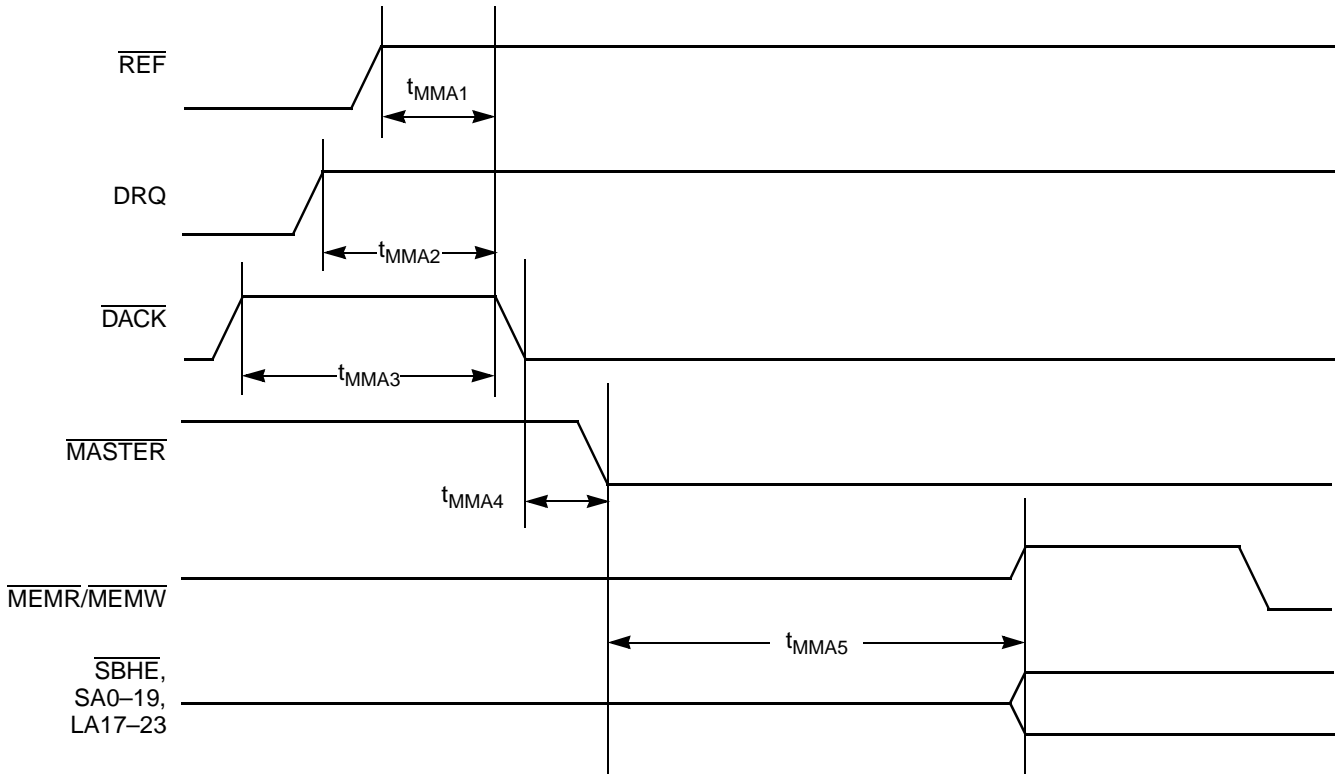 REF
tMMA1
DRQ
tMMA2
DACK
tMMA3
MASTER
tMMA4
MEMR/MEMW
tMMA5
SBHE,
SA0–19,
LA17–23